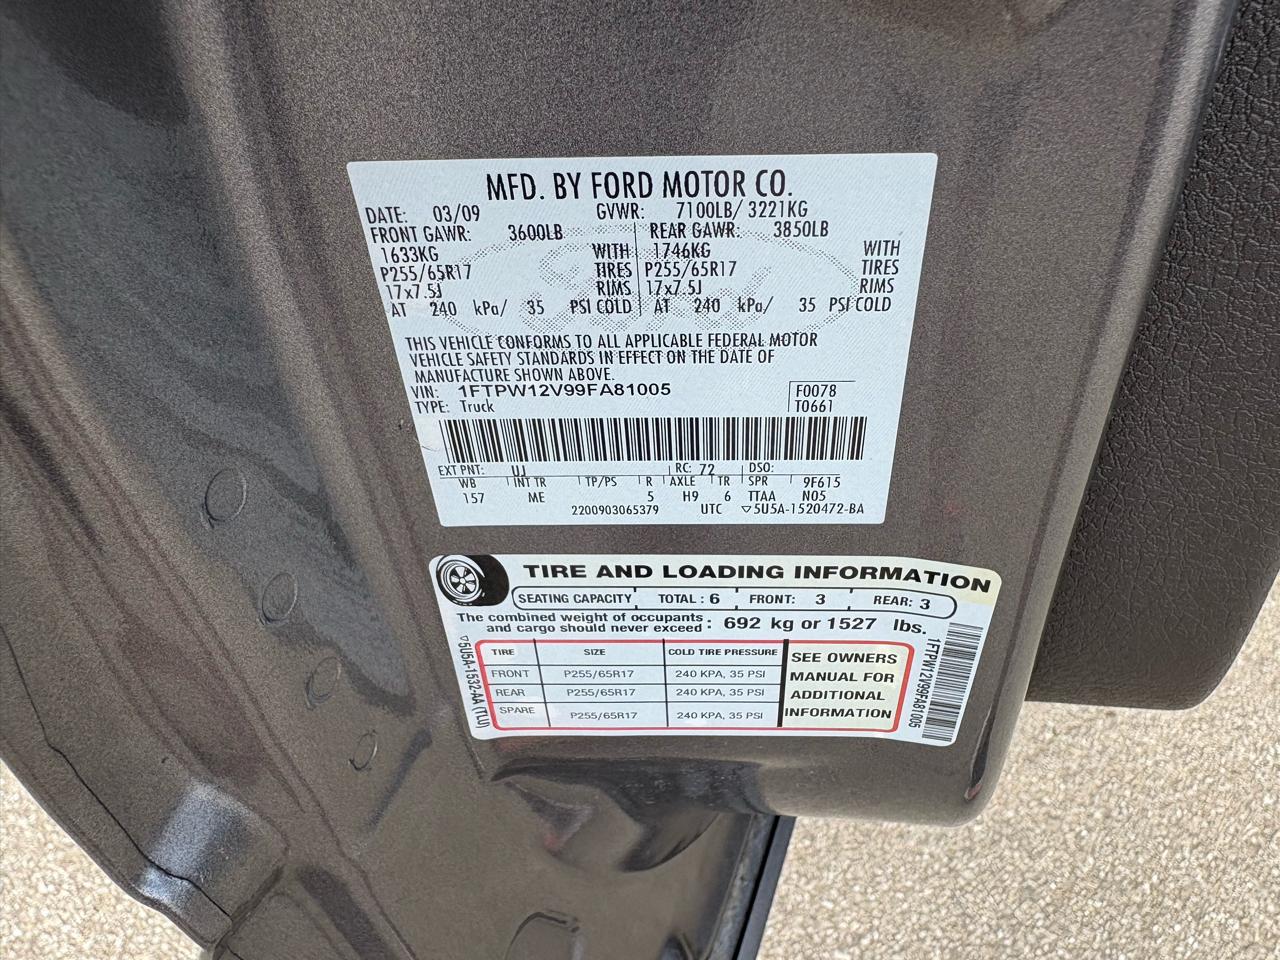 MFD. BY FORD MOTOR CO.
DATE: 03/09 GVWR: 7100LB/ 3221KG
FRONT GAWR: 3600LB REAR GAWR: 3850LB
1633KG WITH 1746KG WITH
P255/65R17 TIRES P255/65R17 TIRES
17x7.5J RIMS 17x7.5J RIMS
AT 240 kPa/ 35 PSI COLD AT 240 kPa/ 35 PSI COLD
THIS VEHICLE CONFORMS TO ALL APPLICABLE FEDERAL MOTOR
VEHICLE SAFETY STANDARDS IN EFFECT ON THE DATE OF
MANUFACTURE SHOWN ABOVE.
VIN: 1FTPW12V99FA81005 F0078
TYPE: Truck T0661
EXT PNT: UJ RC: 72 DSO:
WB INT TR TP/PS R AXLE TR SPR 9F615
157 ME 5 H9 6 TTAA N05
2200903065379 UTC ▽5U5A-1520472-BA
TIRE AND LOADING INFORMATION
SEATING CAPACITY TOTAL : 6 FRONT: 3 REAR: 3
The combined weight of occupants
and cargo should never exceed : 692 kg or 1527 lbs.
TIRE SIZE COLD TIRE PRESSURE
FRONT P255/65R17 240 KPA, 35 PSI
REAR P255/65R17 240 KPA, 35 PSI
SPARE P255/65R17 240 KPA, 35 PSI
SEE OWNERS
MANUAL FOR
ADDITIONAL
INFORMATION
▽5U5A-1532-AA (TLU)
1FTPW12V99FA81005